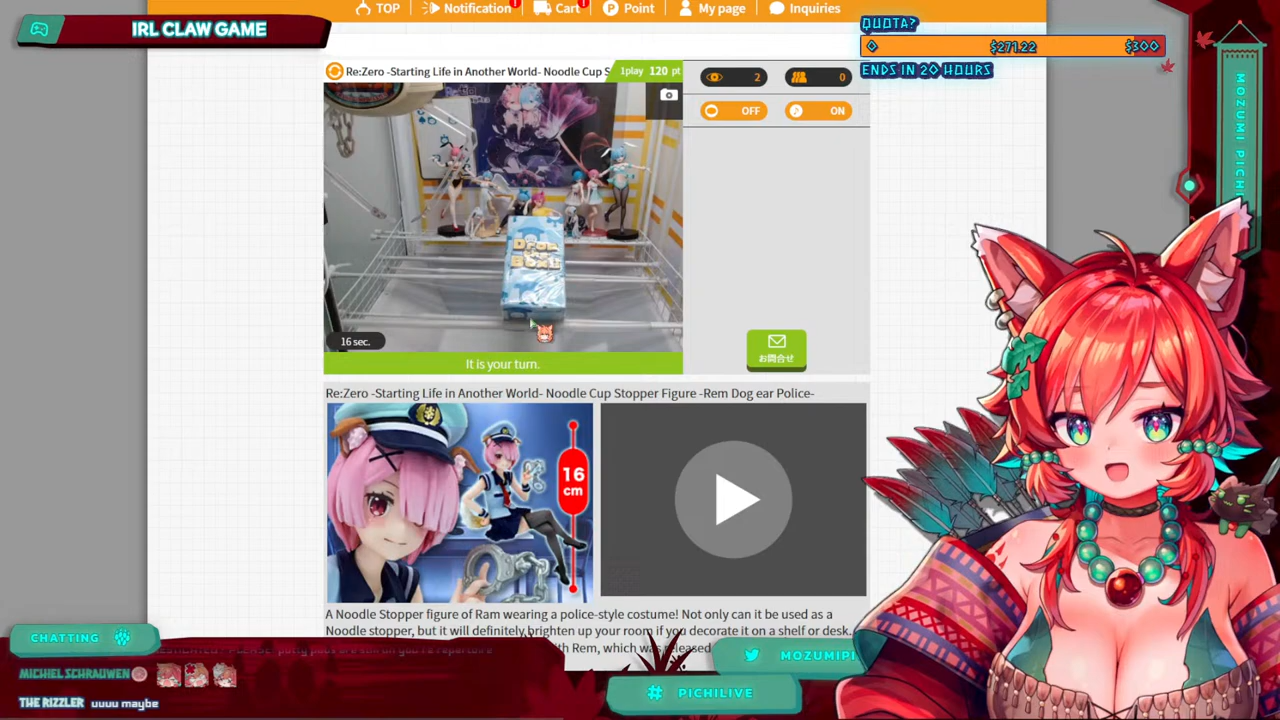 IRL CLAW GAME
TOP
Notification
!
Cart
!
Point
My page
Inquiries
QUOTA?
$271.22
$300
ENDS IN 20 HOURS
MOZUMI PICHI
Re:Zero -Starting Life in Another World- Noodle Cup S
1play 120 pt
2
0
OFF
ON
16 sec.
It is your turn.
お問合せ
Re:Zero -Starting Life in Another World- Noodle Cup Stopper Figure -Rem Dog ear Police-
16
cm
A Noodle Stopper figure of Ram wearing a police-style costume! Not only can it be used as a
Noodle stopper, but it will definitely brighten up your room if you decorate it on a shelf or desk.
th Rem, which was released
CHATTING
MICHIEL SCHRAUWEN
THE RIZZLER uuuu maybe
MOZUMIPI
# PICHILIVE